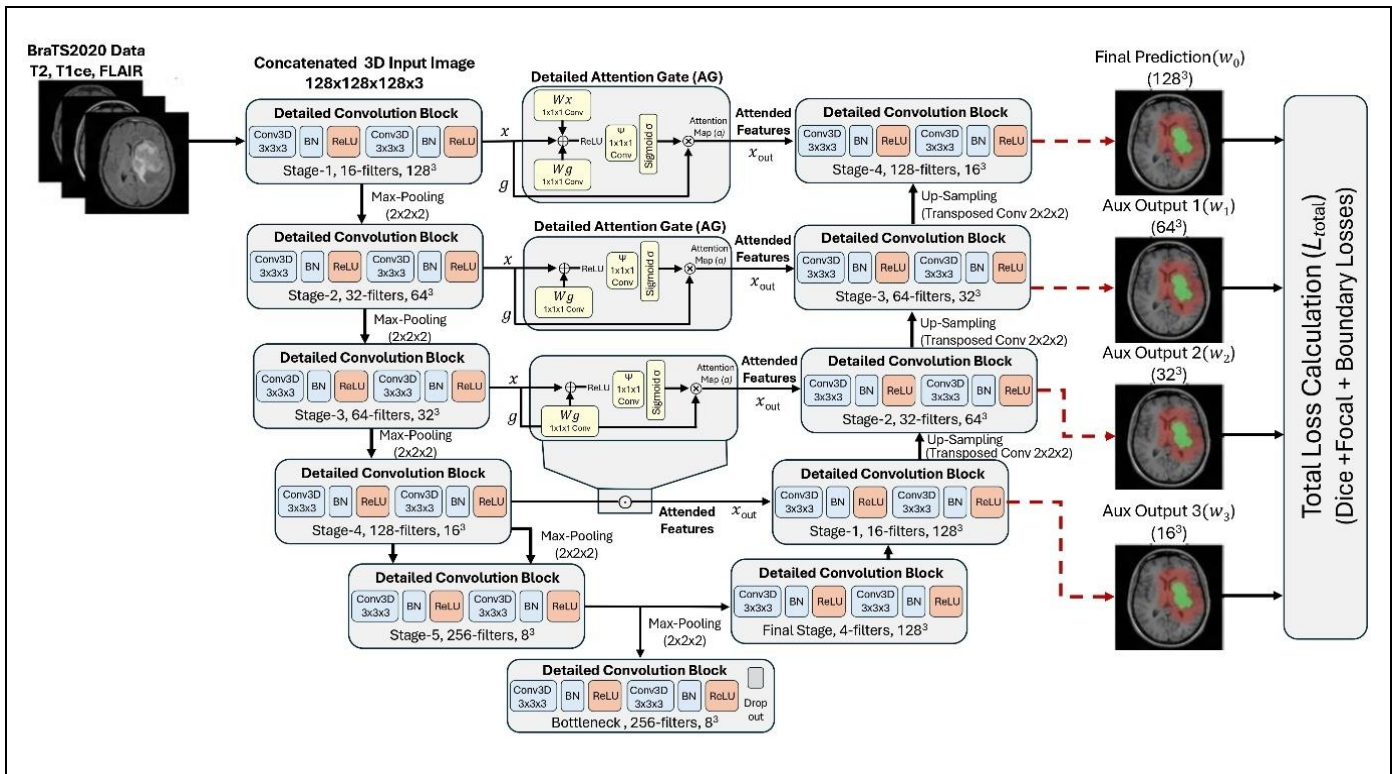 BraTS2020 Data
T2, T1ce, FLAIR
Concatenated 3D Input Image
128x128x128x3
Detailed Convolution Block
Conv3D 3x3x3 BN ReLU Conv3D 3x3x3 BN ReLU
Stage-1, 16-filters, 128³
Max-Pooling
(2x2x2)
Detailed Convolution Block
Conv3D 3x3x3 BN ReLU Conv3D 3x3x3 BN ReLU
Stage-2, 32-filters, 64³
Max-Pooling
(2x2x2)
Detailed Convolution Block
Conv3D 3x3x3 BN ReLU Conv3D 3x3x3 BN ReLU
Stage-3, 64-filters, 32³
Max-Pooling
(2x2x2)
Detailed Convolution Block
Conv3D 3x3x3 BN ReLU Conv3D 3x3x3 BN ReLU
Stage-4, 128-filters, 16³
Max-Pooling
(2x2x2)
Detailed Convolution Block
Conv3D 3x3x3 BN ReLU Conv3D 3x3x3 BN ReLU
Stage-5, 256-filters, 8³
Max-Pooling
(2x2x2)
Detailed Convolution Block
Conv3D 3x3x3 BN ReLU Conv3D 3x3x3 BN ReLU
Drop
out
Bottleneck , 256-filters, 8³
Detailed Attention Gate (AG)
x
g
Wx
1x1x1 Conv
Wg
1x1x1 Conv
ReLU
Ψ
1x1x1
Conv
Sigmoid σ
Attention
Map (α)
Attended
Features
x out
Detailed Attention Gate (AG)
x
g
Wg
1x1x1 Conv
ReLU
Ψ
1x1x1
Conv
Sigmoid σ
Attention
Map (α)
Attended
Features
x out
x
g
Wg
1x1x1 Conv
ReLU
Ψ
1x1x1
Conv
Sigmoid σ
Attention
Map (α)
Attended
Features
x out
Attended
Features
x out
Detailed Convolution Block
Conv3D 3x3x3 BN ReLU Conv3D 3x3x3 BN ReLU
Stage-4, 128-filters, 16³
Up-Sampling
(Transposed Conv 2x2x2)
Detailed Convolution Block
Conv3D 3x3x3 BN ReLU Conv3D 3x3x3 BN ReLU
Stage-3, 64-filters, 32³
Up-Sampling
(Transposed Conv 2x2x2)
Detailed Convolution Block
Conv3D 3x3x3 BN ReLU Conv3D 3x3x3 BN ReLU
Stage-2, 32-filters, 64³
Up-Sampling
(Transposed Conv 2x2x2)
Detailed Convolution Block
Conv3D 3x3x3 BN ReLU Conv3D 3x3x3 BN ReLU
Stage-1, 16-filters, 128³
Detailed Convolution Block
Conv3D 3x3x3 BN ReLU Conv3D 3x3x3 BN ReLU
Final Stage, 4-filters, 128³
Final Prediction(w₀)
(128³)
Aux Output 1(w₁)
(64³)
Aux Output 2(w₂)
(32³)
Aux Output 3(w₃)
(16³)
Total Loss Calculation (L total)
(Dice +Focal + Boundary Losses)